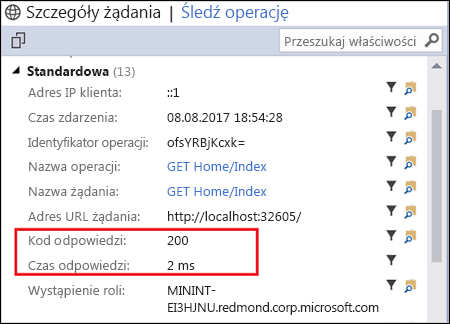 Szczegóły żądania | Śledź operację
Przeszukaj właściwości
Standardowa (13)
Adres IP klienta: ::1
Czas zdarzenia: 08.08.2017 18:54:28
Identyfikator operacji: ofsYRBjKcxk=
Nazwa operacji: GET Home/Index
Nazwa żądania: GET Home/Index
Adres URL żądania: http://localhost:32605/
Kod odpowiedzi: 200
Czas odpowiedzi: 2 ms
Wystąpienie roli: MININT-
EI3HJNU.redmond.corp.microsoft.com